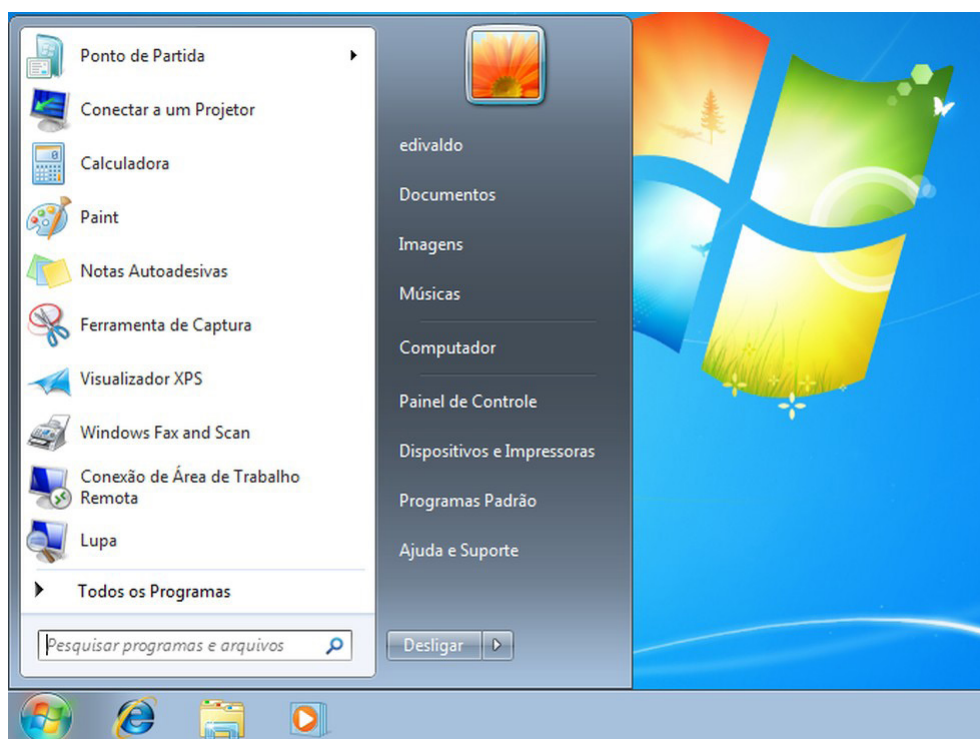 Ponto de Partida
Conectar a um Projetor
Calculadora
Paint
Notas Autoadesivas
Ferramenta de Captura
Visualizador XPS
Windows Fax and Scan
Conexão de Área de Trabalho
Remota
Lupa
Todos os Programas
Pesquisar programas e arquivos
edivaldo
Documentos
Imagens
Músicas
Computador
Painel de Controle
Dispositivos e Impressoras
Programas Padrão
Ajuda e Suporte
Desligar